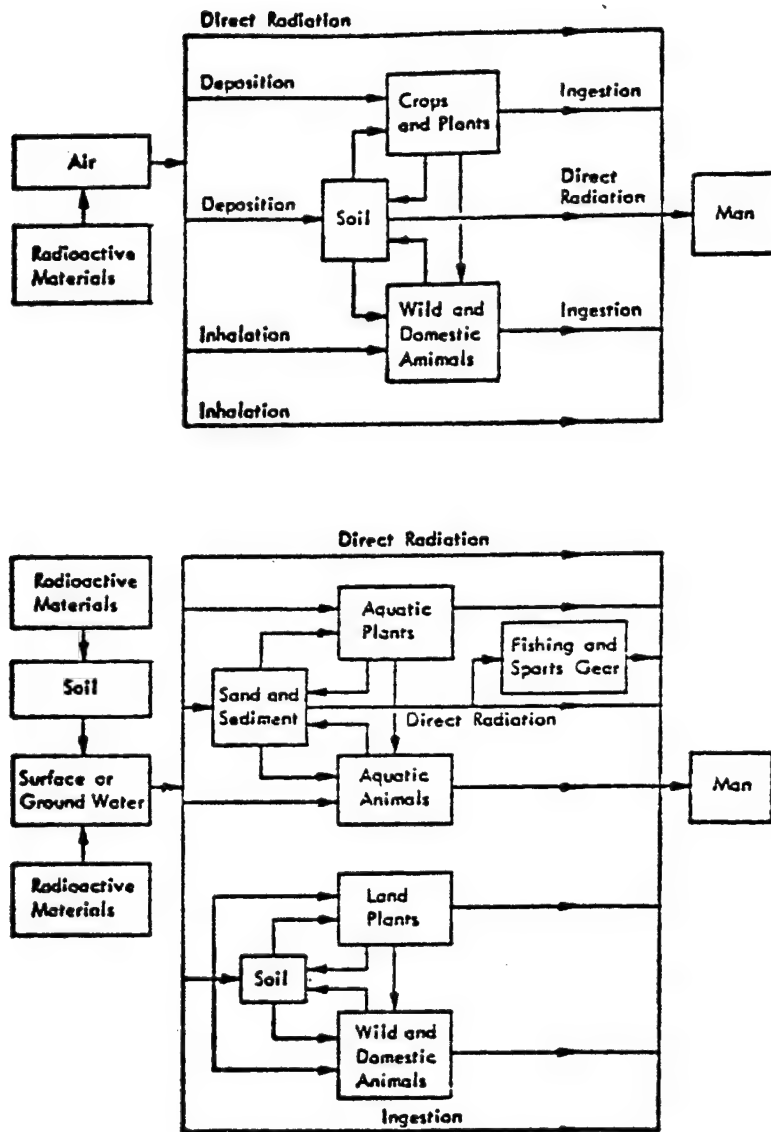 Direct Radiation
Deposition
Crops
and Plants
Ingestion
Air
Direct
Radiation
Deposition
Soil
Man
Radioactive
Materials
Wild and
Domestic
Amimals
Ingestion
Inhalation
Inhalation
Direct Radiation
Radioactive
Materials
Aquatic
Plants
Fishing and
Sports Gear
Soil
Sand and
Sediment
Direct Radiation
Surface or
Ground Water
Aquatic
Animals
Man
Radioactive
Materials
Land
Plants
Soil
Wild and
Domestic
Animals
Ingestion